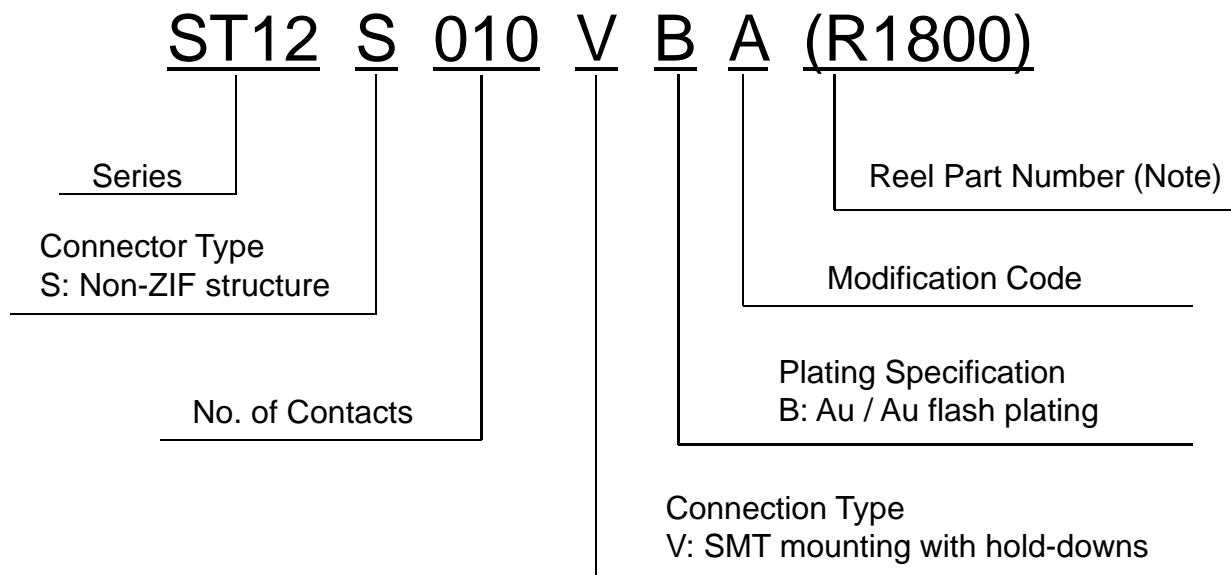 ST12 S 010 V B A (R1800)
Series
Reel Part Number (Note)
Connector Type
S: Non-ZIF structure
Modification Code
Plating Specification
B: Au / Au flash plating
No. of Contacts
Connection Type
V: SMT mounting with hold-downs